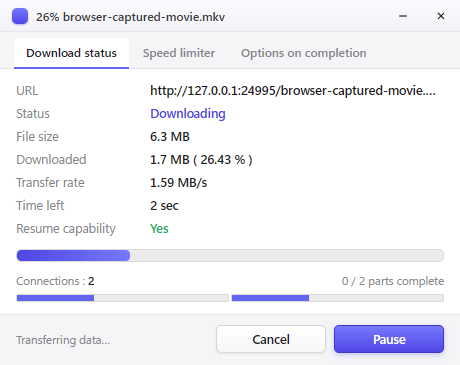 26% browser-captured-movie.mkv
Download status Speed limiter Options on completion
URL http://127.0.0.1:24995/browser-captured-movie....
Status Downloading
File size 6.3 MB
Downloaded 1.7 MB ( 26.43 % )
Transfer rate 1.59 MB/s
Time left 2 sec
Resume capability Yes
Connections : 2 0 / 2 parts complete
Transferring data... Cancel Pause